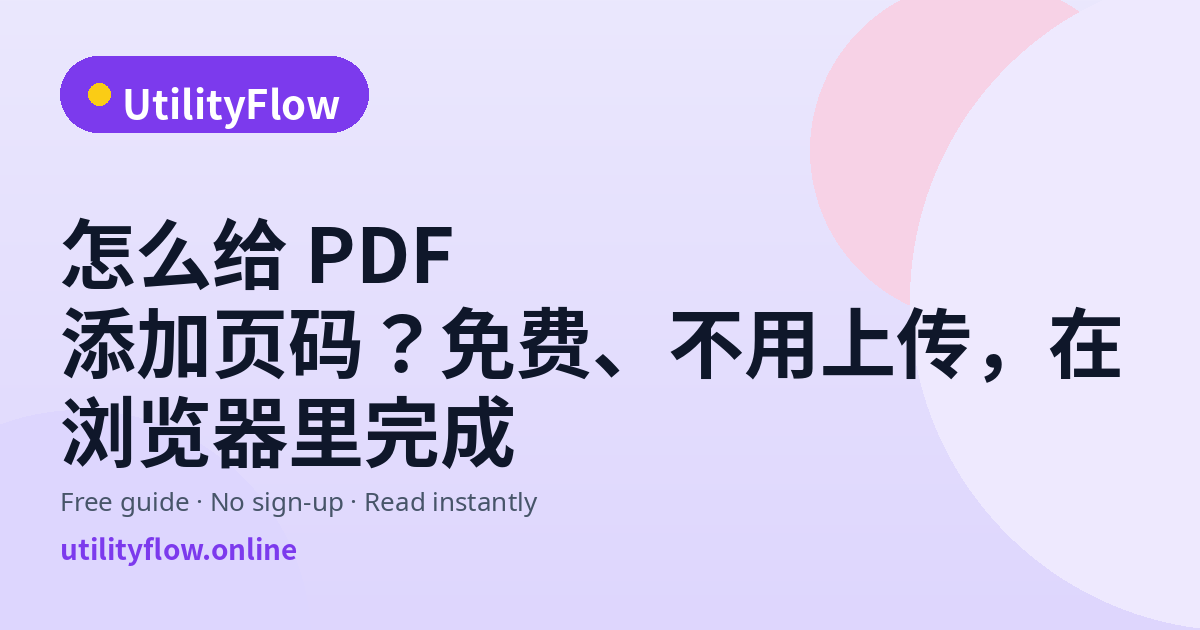 UtilityFlow
怎么给 PDF
添加页码？免费、不用上传，在
浏览器里完成
Free guide · No sign-up · Read instantly
utilityflow.online